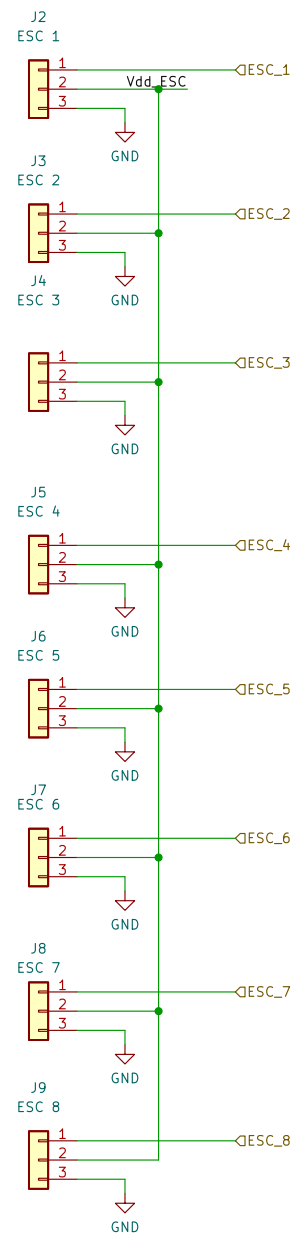 J2
ESC 1
1 ESC_1
2 Vdd_ESC
3
GND
J3
ESC 2
1 ESC_2
2
3
GND
J4
ESC 3
1 ESC_3
2
3
GND
J5
ESC 4
1 ESC_4
2
3
GND
J6
ESC 5
1 ESC_5
2
3
GND
J7
ESC 6
1 ESC_6
2
3
GND
J8
ESC 7
1 ESC_7
2
3
GND
J9
ESC 8
1 ESC_8
2
3
GND